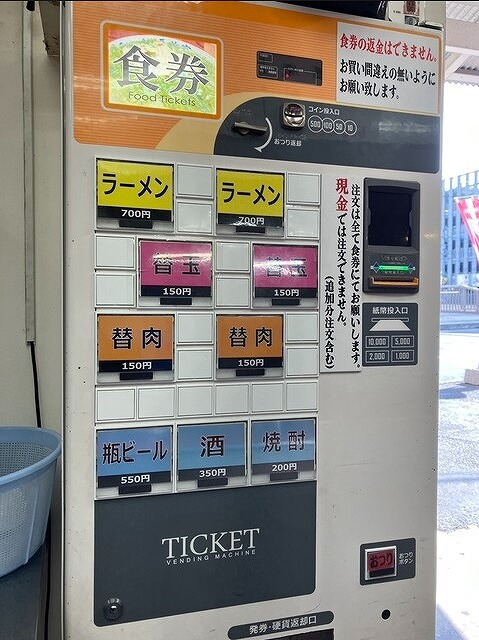 食券
Food Tickets
食券の返金はできません。
お買い間違えの無いように
お願い致します。
コイン投入口
500 100 50 10
おつり返却
ラーメン
700円
ラーメン
700円
替玉
150円
替玉
150円
替肉
150円
替肉
150円
瓶ビール
550円
酒
350円
焼酎
200円
注文は全て食券にてお願いします。
現金では注文できません。
(追加分注文含む)
紙幣投入口
10,000 5,000
2,000 1,000
TICKET
VENDING MACHINE
おつり
おつり
ボタン
発券・硬貨返却口